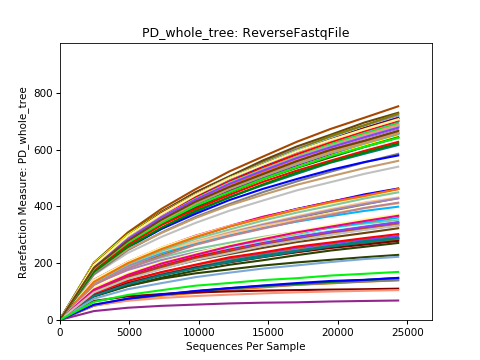 PD_whole_tree: ReverseFastqFile
Rarefaction Measure: PD_whole_tree
800
600
400
200
0
0 5000 10000 15000 20000 25000
Sequences Per Sample